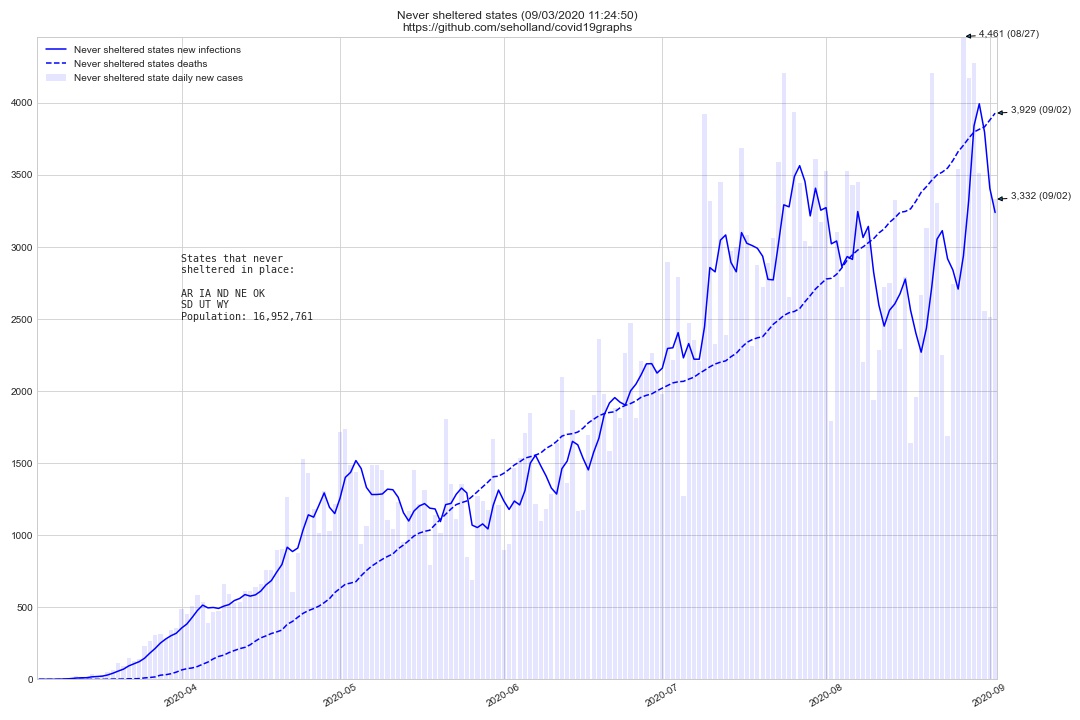 Never sheltered states (09/03/2020 11:24:50)
https://github.com/seholland/covid19graphs
4,461 (08/27)
Never sheltered states new infections
Never sheltered states deaths
Never sheltered state daily new cases
4000
3,929 (09/02)
3500
3,332 (09/02)
3000
States that never
sheltered in place:
AR IA ND NE OK
SD UT WY
Population: 16,952,761
2500
2000
1500
1000
500
0
2020-04
2020-05
2020-06
2020-07
2020-08
2020-09